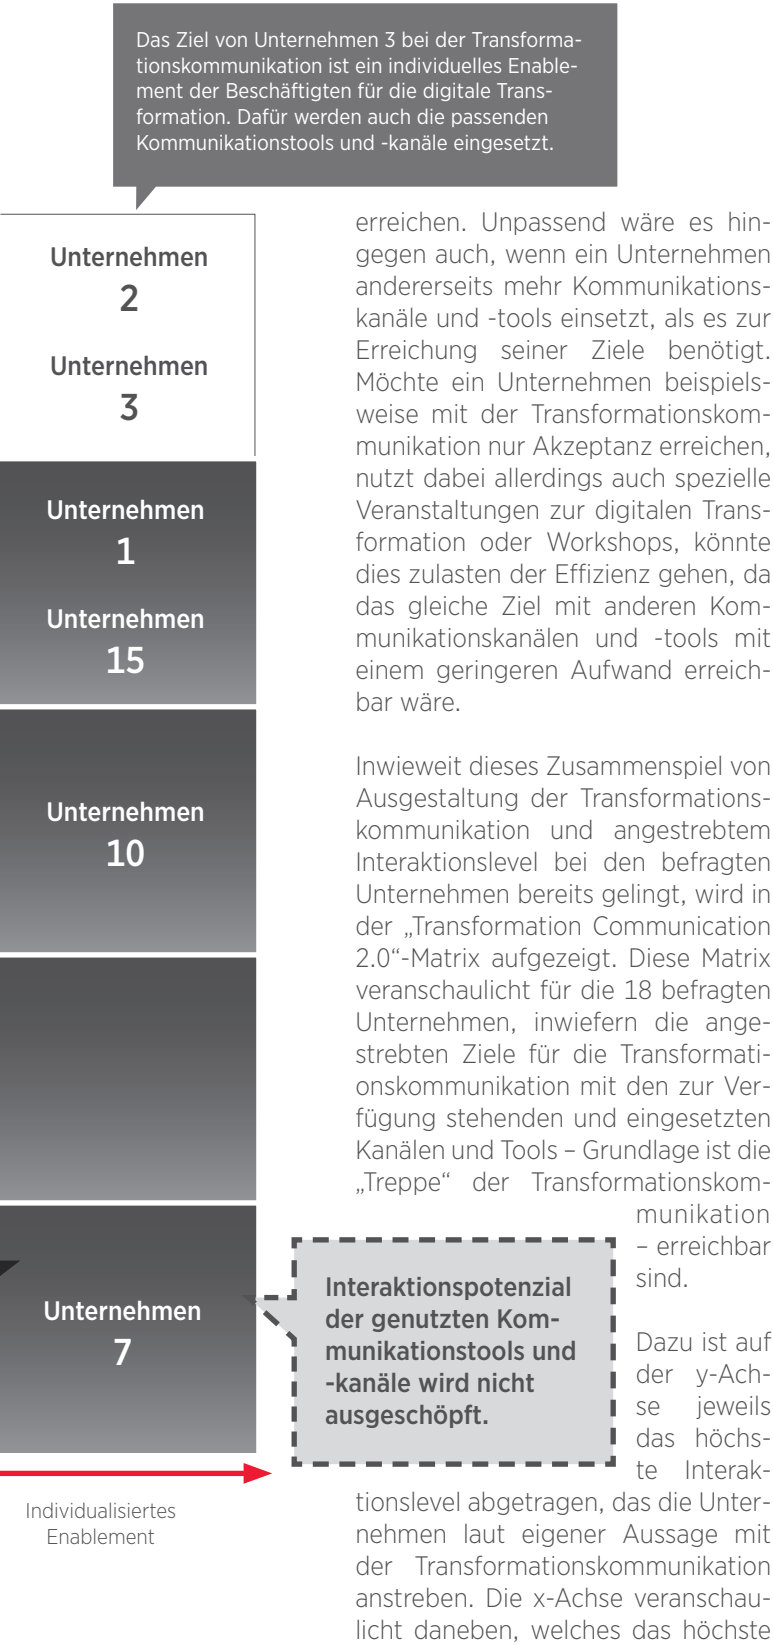 Das Ziel von Unternehmen 3 bei der Transforma-
tionskommunikation ist ein individuelles Enable-
ment der Beschäftigten für die digitale Trans-
formation. Dafür werden auch die passenden
Kommunikationstools und -kanäle eingesetzt.
Unternehmen
2
Unternehmen
3
Unternehmen
1
Unternehmen
15
Unternehmen
10
Unternehmen
7
Individualisiertes
Enablement
Interaktionspotenzial
der genutzten Kom-
munikationstools und
-kanäle wird nicht
ausgeschöpft.
erreichen. Unpassend wäre es hin-
gegen auch, wenn ein Unternehmen
andererseits mehr Kommunikations-
kanäle und -tools einsetzt, als es zur
Erreichung seiner Ziele benötigt.
Möchte ein Unternehmen beispiels-
weise mit der Transformationskom-
munikation nur Akzeptanz erreichen,
nutzt dabei allerdings auch spezielle
Veranstaltungen zur digitalen Trans-
formation oder Workshops, könnte
dies zulasten der Effizienz gehen, da
das gleiche Ziel mit anderen Kom-
munikationskanälen und -tools mit
einem geringeren Aufwand erreich-
bar wäre.
Inwieweit dieses Zusammenspiel von
Ausgestaltung der Transformations-
kommunikation und angestrebtem
Interaktionslevel bei den befragten
Unternehmen bereits gelingt, wird in
der „Transformation Communication
2.0“-Matrix aufgezeigt. Diese Matrix
veranschaulicht für die 18 befragten
Unternehmen, inwiefern die ange-
strebten Ziele für die Transformati-
onskommunikation mit den zur Ver-
fügung stehenden und eingesetzten
Kanälen und Tools – Grundlage ist die
„Treppe“ der Transformationskom-
munikation
– erreichbar
sind.
Dazu ist auf
der y-Ach-
se jeweils
das höchs-
te Interak-
tionslevel abgetragen, das die Unter-
nehmen laut eigener Aussage mit
der Transformationskommunikation
anstreben. Die x-Achse veranschau-
licht daneben, welches das höchste